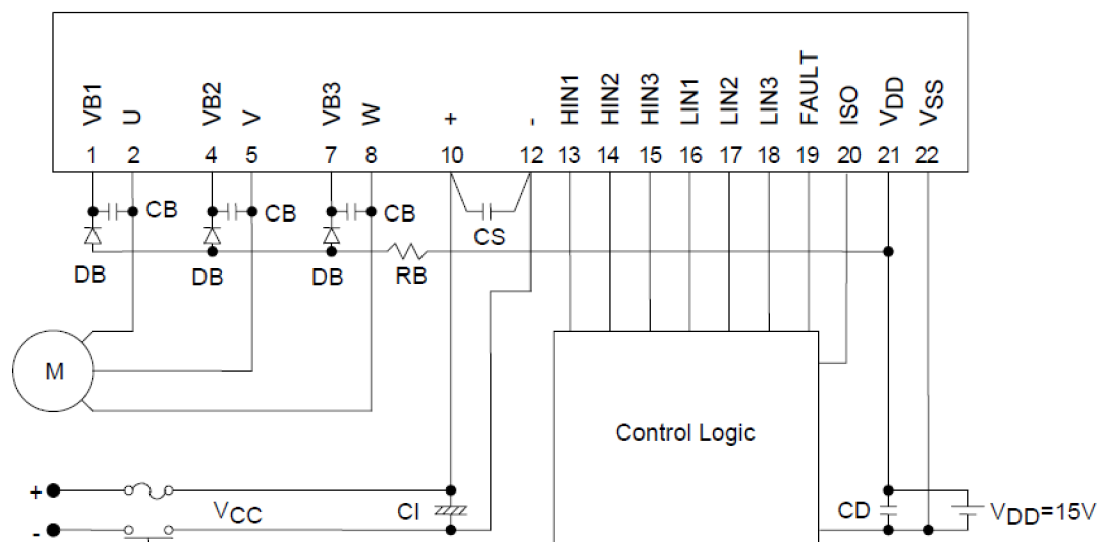 VB1 U VB2 V VB3 W + - HIN1 HIN2 HIN3 LIN1 LIN2 LIN3 FAULT ISO VDD VSS
1 2 4 5 7 8 10 12 13 14 15 16 17 18 19 20 21 22
CB CB CB CS
DB DB DB RB
M
Control Logic
+ VCC CI CD VDD=15V
-